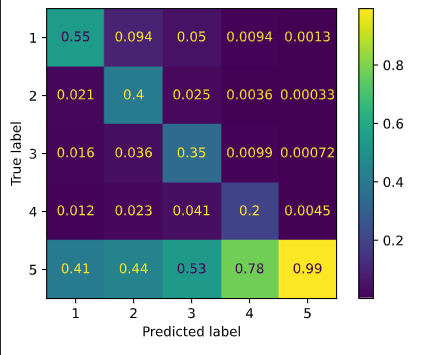 1 0.55 0.094 0.05 0.0094 0.0013
0.8
2 0.021 0.4 0.025 0.0036 0.00033
0.6
True label
3 0.016 0.036 0.35 0.0099 0.00072
0.4
4 0.012 0.023 0.041 0.2 0.0045
0.2
5 0.41 0.44 0.53 0.78 0.99
1 2 3 4 5
Predicted label